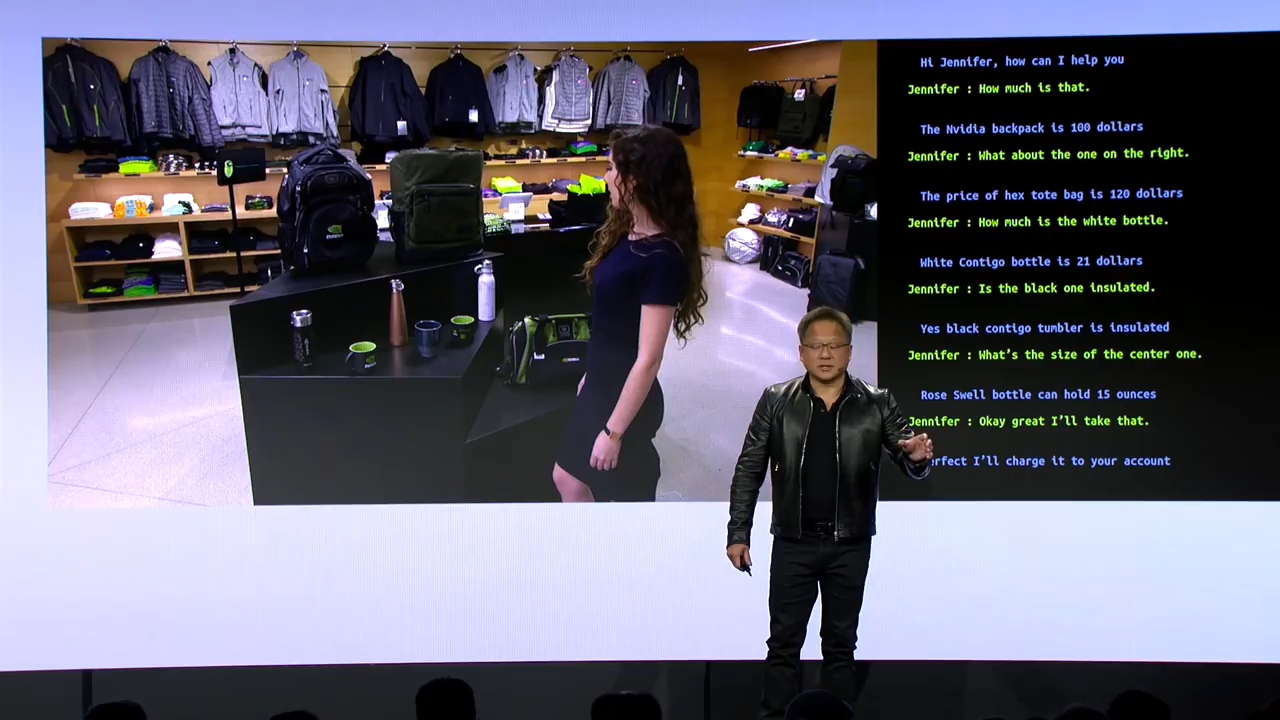 Hi Jennifer, how can I help you
Jennifer : How much is that.
The Nvidia backpack is 100 dollars
Jennifer : What about the one on the right.
The price of hex tote bag is 120 dollars
Jennifer : How much is the white bottle.
White Contigo bottle is 21 dollars
Jennifer : Is the black one insulated.
Yes black contigo tumbler is insulated
Jennifer : What's the size of the center one.
Rose Swell bottle can hold 15 ounces
Jennifer : Okay great I'll take that.
erfect I'll charge it to your account